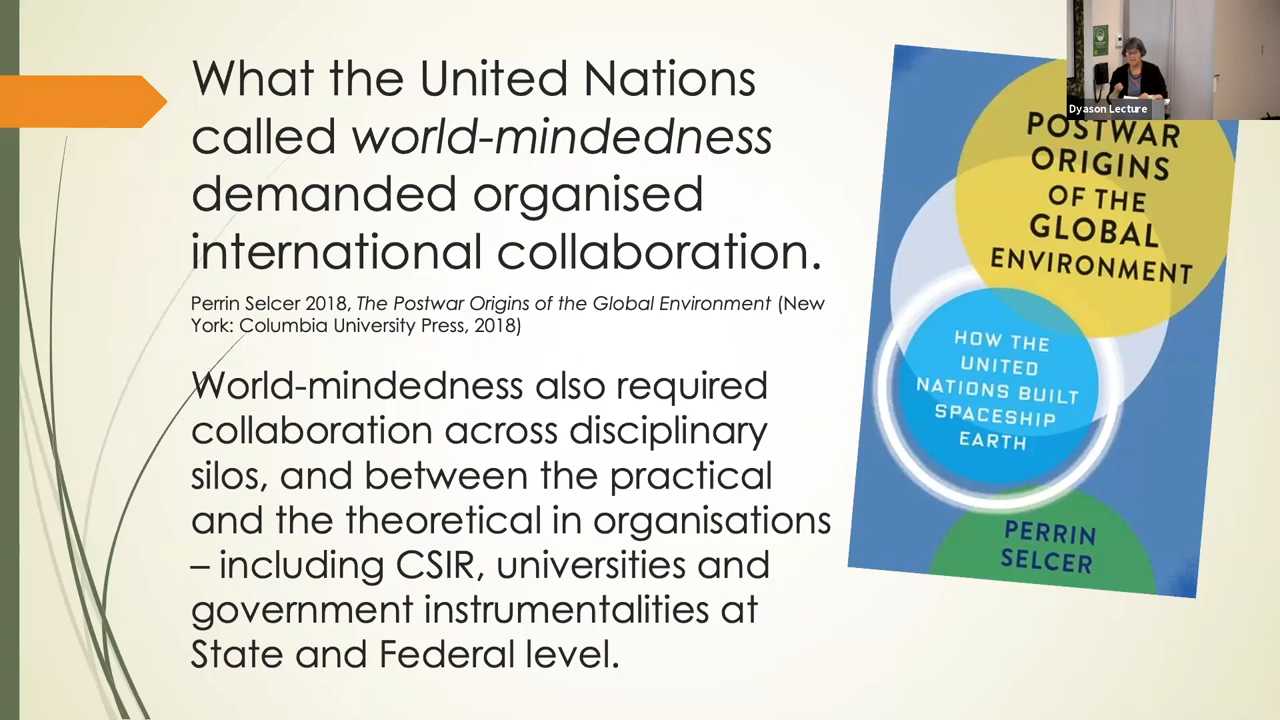 What the United Nations
called world-mindedness
demanded organised
international collaboration.
Perrin Selcer 2018, The Postwar Origins of the Global Environment (New
York: Columbia University Press, 2018)
World-mindedness also required
collaboration across disciplinary
silos, and between the practical
and the theoretical in organisations
– including CSIR, universities and
government instrumentalities at
State and Federal level.
Dyason Lecture
POSTWAR
ORIGINS
OF THE
GLOBAL
ENVIRONMENT
HOW THE
UNITED
NATIONS BUILT
SPACESHIP
EARTH
PERRIN
SELCER